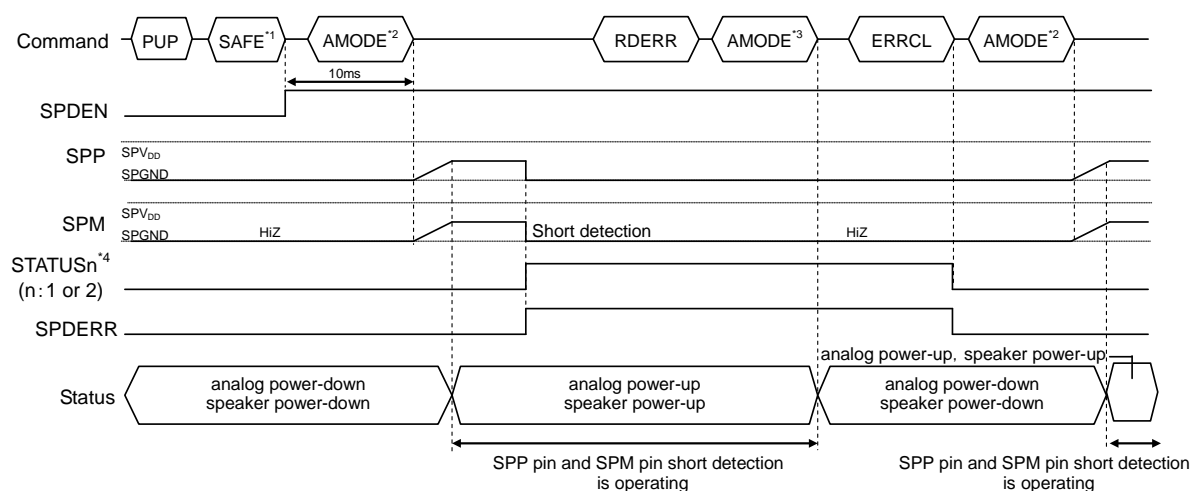 Command PUP SAFE*1 AMODE*2 RDERR AMODE*3 ERRCL AMODE*2
10ms
SPDEN
SPP SPVDD
SPGND
SPM SPVDD
SPGND HiZ Short detection HiZ
STATUSn*4
(n:1 or 2)
SPDERR
analog power-up, speaker power-up
Status analog power-down analog power-up analog power-down
speaker power-down speaker power-up speaker power-down
SPP pin and SPM pin short detection SPP pin and SPM pin short detection
is operating is operating